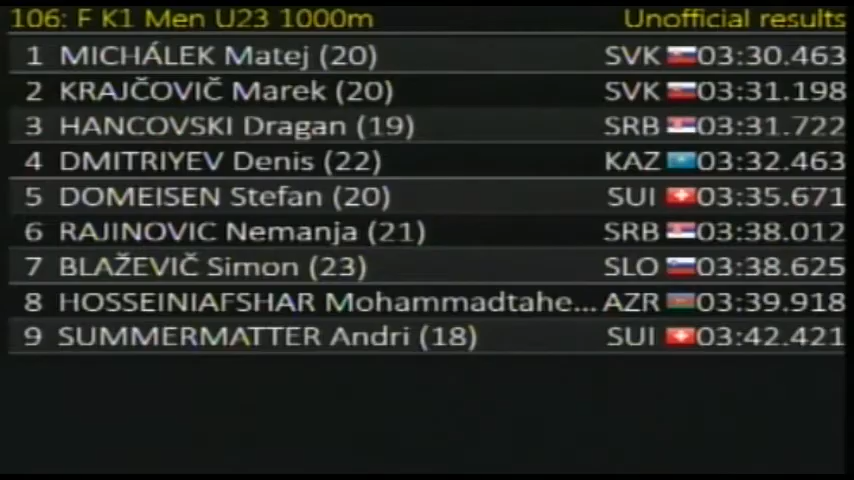 106: F K1 Men U23 1000m Unofficial results
1 MICHÁLEK Matej (20) SVK 03:30.463
2 KRAJČOVIČ Marek (20) SVK 03:31.198
3 HANCOVSKI Dragan (19) SRB 03:31.722
4 DMITRIYEV Denis (22) KAZ 03:32.463
5 DOMEISEN Stefan (20) SUI 03:35.671
6 RAJINOVIC Nemanja (21) SRB 03:38.012
7 BLAŽEVIČ Simon (23) SLO 03:38.625
8 HOSSEINIAFSHAR Mohammadtahe... AZR 03:39.918
9 SUMMERMATTER Andri (18) SUI 03:42.421